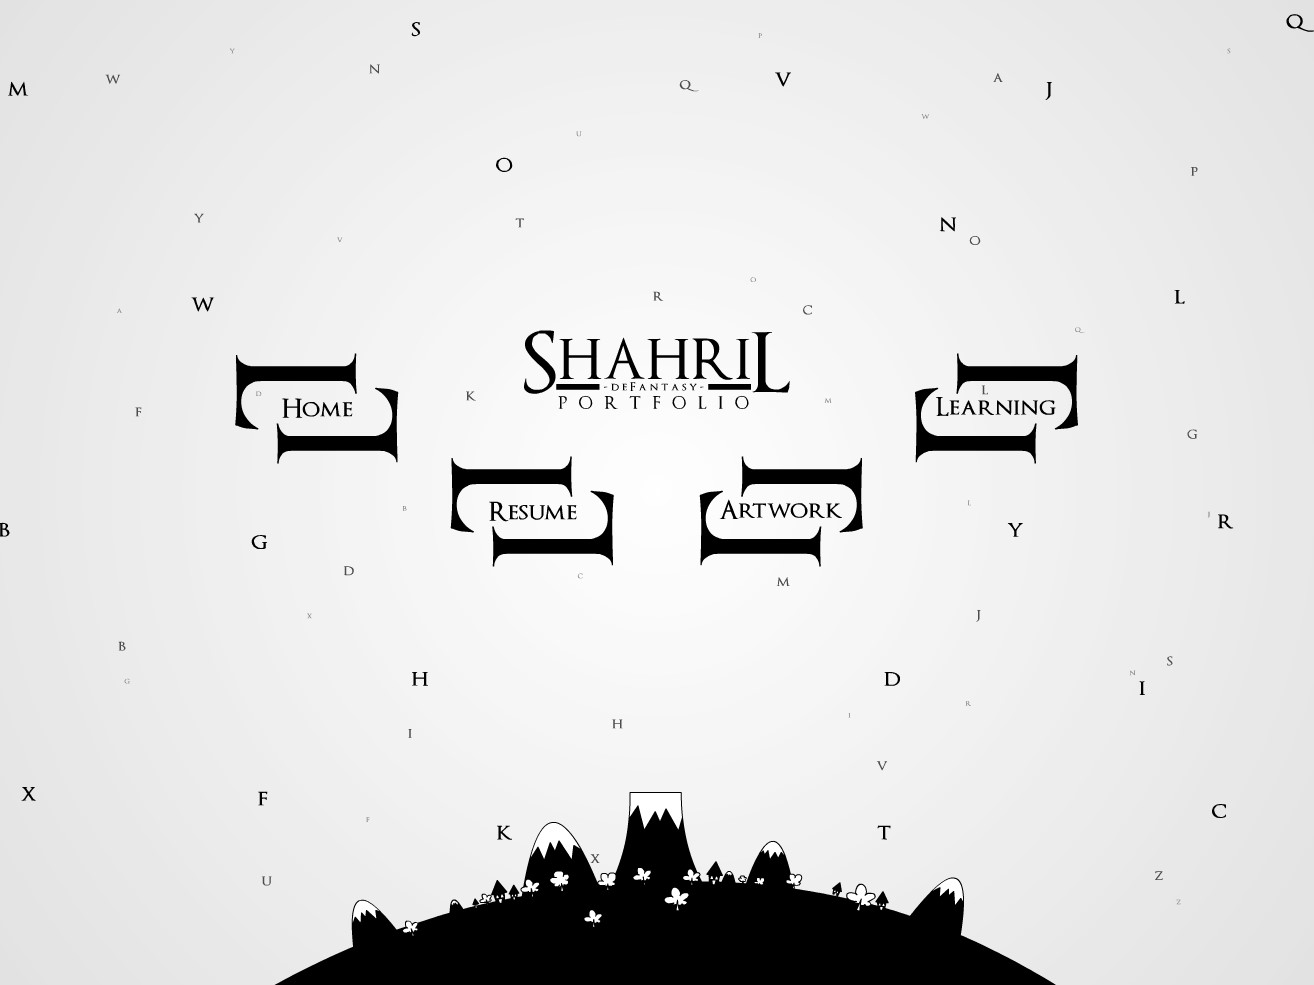 S
Q
Y
P
S
N
W
V
A
Q
M
J
W
U
O
P
T
Y
N
V
O
O
R
L
W
C
A
Q
SHAHRIL
-DEFANTASY-
PORTFOLIO
L
D
K
M
F
HOME
LEARNING
G
L
B
RESUME
ARTWORK
I
R
B
Y
G
D
C
M
X
J
B
S
N
G
H
D
I
R
I
H
I
V
X
F
C
F
K
T
X
U
Z
Z